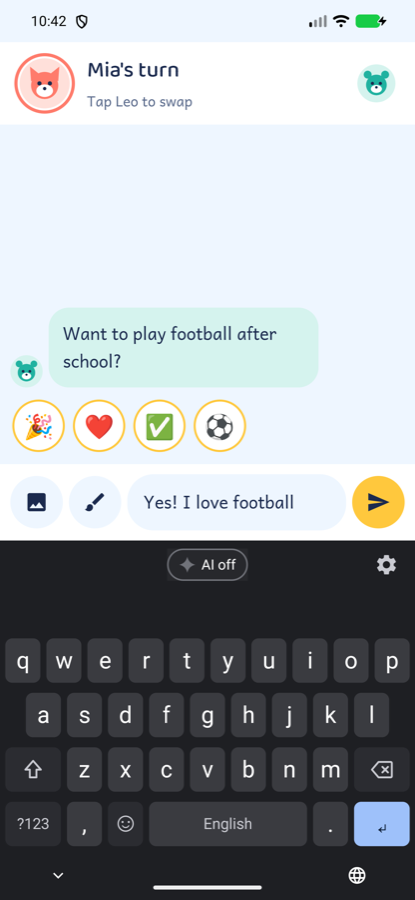 10:42
Mia's turn
Tap Leo to swap
Want to play football after
school?
Yes! I love football
AI off
q w e r t y u i o p
a s d f g h j k l
z x c v b n m
?123 , English .